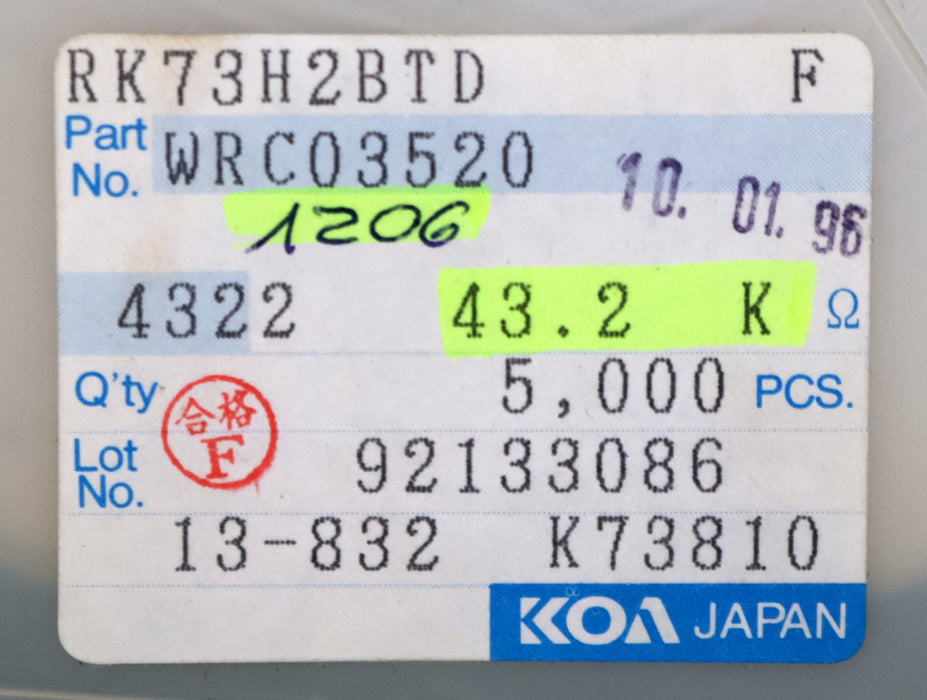 RK73H2BTD F
Part No. WRC03520
10. 01. 96
1206
4322 43.2 K Ω
Q'ty 5,000 PCS.
合格
F
Lot No. 92133086
13-832 K73810
KOA JAPAN